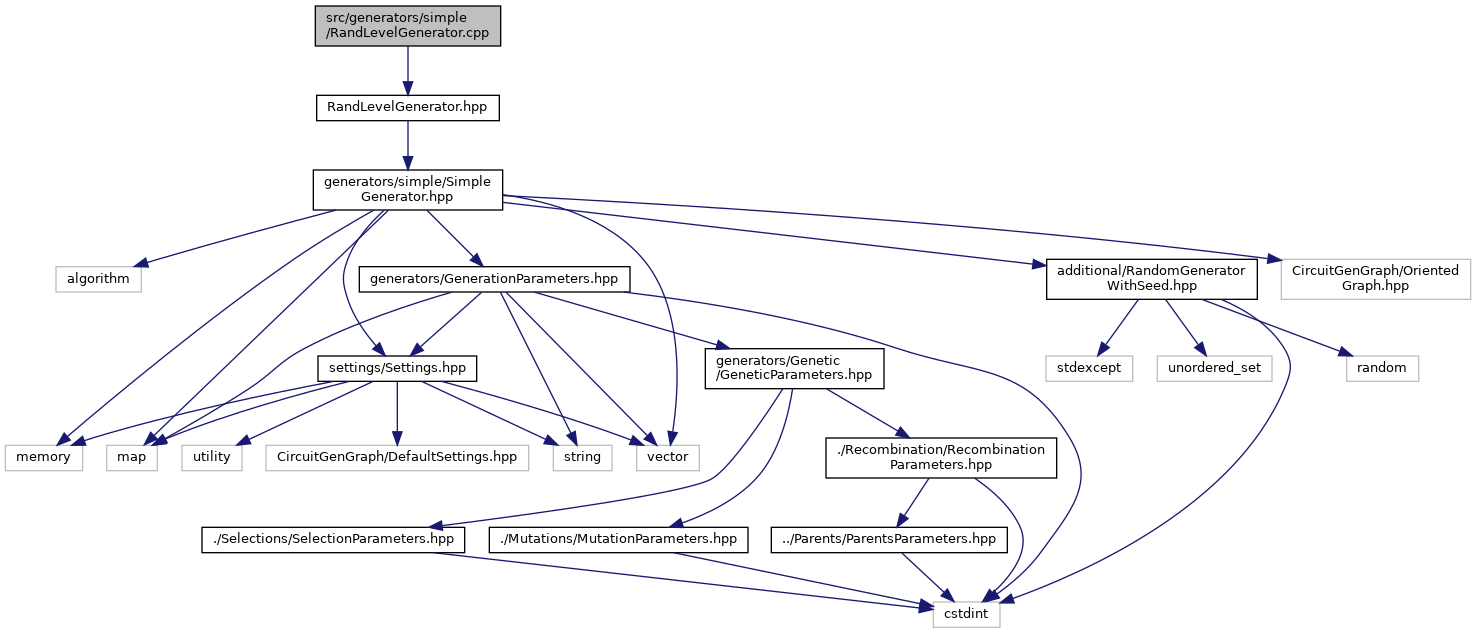 src/generators/simple
/RandLevelGenerator.cpp
RandLevelGenerator.hpp
generators/simple/Simple
Generator.hpp
algorithm
generators/GenerationParameters.hpp
additional/RandomGenerator
WithSeed.hpp
CircuitGenGraph/Oriented
Graph.hpp
settings/Settings.hpp
generators/Genetic
/GeneticParameters.hpp
stdexcept
unordered_set
random
memory
map
utility
CircuitGenGraph/DefaultSettings.hpp
string
vector
./Recombination/Recombination
Parameters.hpp
./Selections/SelectionParameters.hpp
./Mutations/MutationParameters.hpp
../Parents/ParentsParameters.hpp
cstdint